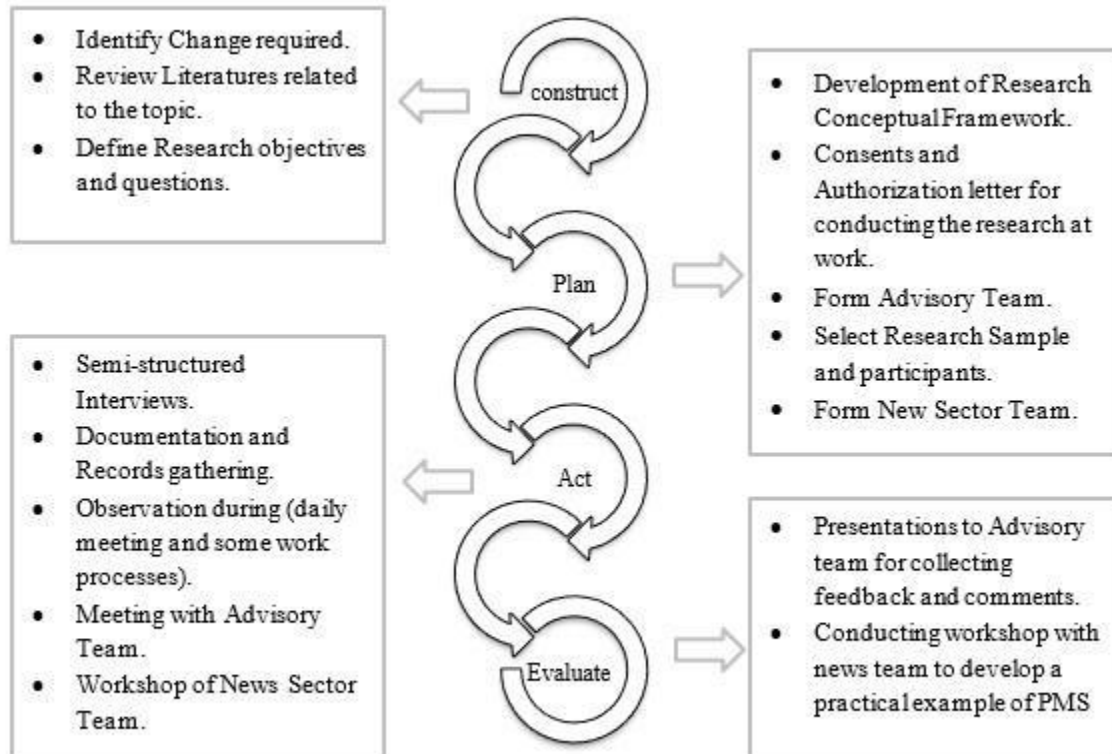 • Identify Change required.
• Review Literatures related
to the topic.
• Define Research objectives
and questions.
construct
• Development of Research
Conceptual Framework.
• Consents and
Authorization letter for
conducting the research at
work.
• Form Advisory Team.
• Select Research Sample
and participants.
• Form New Sector Team.
Plan
• Semi-structured
Interviews.
• Documentation and
Records gathering.
• Observation during (daily
meeting and some work
processes).
• Meeting with Advisory
Team.
• Workshop of News Sector
Team.
Act
• Presentations to Advisory
team for collecting
feedback and comments.
• Conducting workshop with
news team to develop a
practical example of PMS
Evaluate